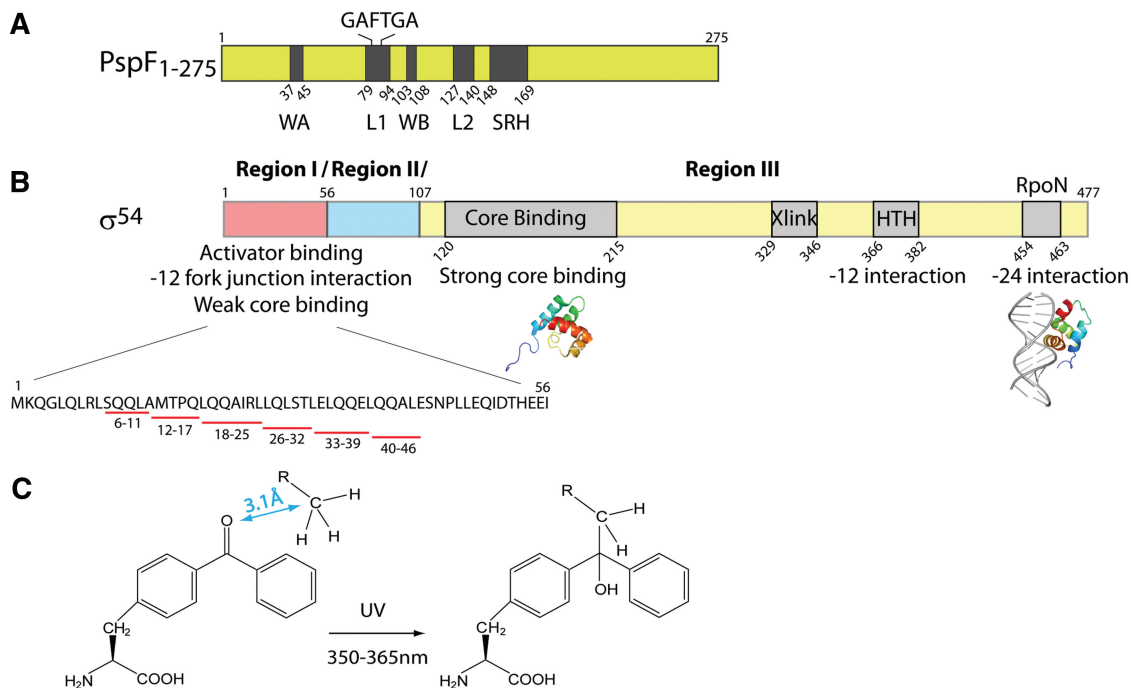 A
GAFTGA
1
275
PspF1-275
37
45
79
94
103
108
127
140
148
169
WA
L1
WB
L2
SRH
B
Region I / Region II/
Region III
RpoN
1
56
107
477
σ54
Core Binding
Xlink
HTH
120
215
329
346
366
382
454
463
Activator binding
-12 fork junction interaction
Weak core binding
Strong core binding
-12 interaction
-24 interaction
1
56
MKQGLQLRLSQQLAMTPQLQQAIRLLQLSTLELQQELQQALESNPLLEQIDTHEEI
6-11
12-17
18-25
26-32
33-39
40-46
C
R
3.1Å
C
H
O
H
H
CH2
H2N
COOH
UV
350-365nm
R
C
H
H
OH
CH2
H2N
COOH